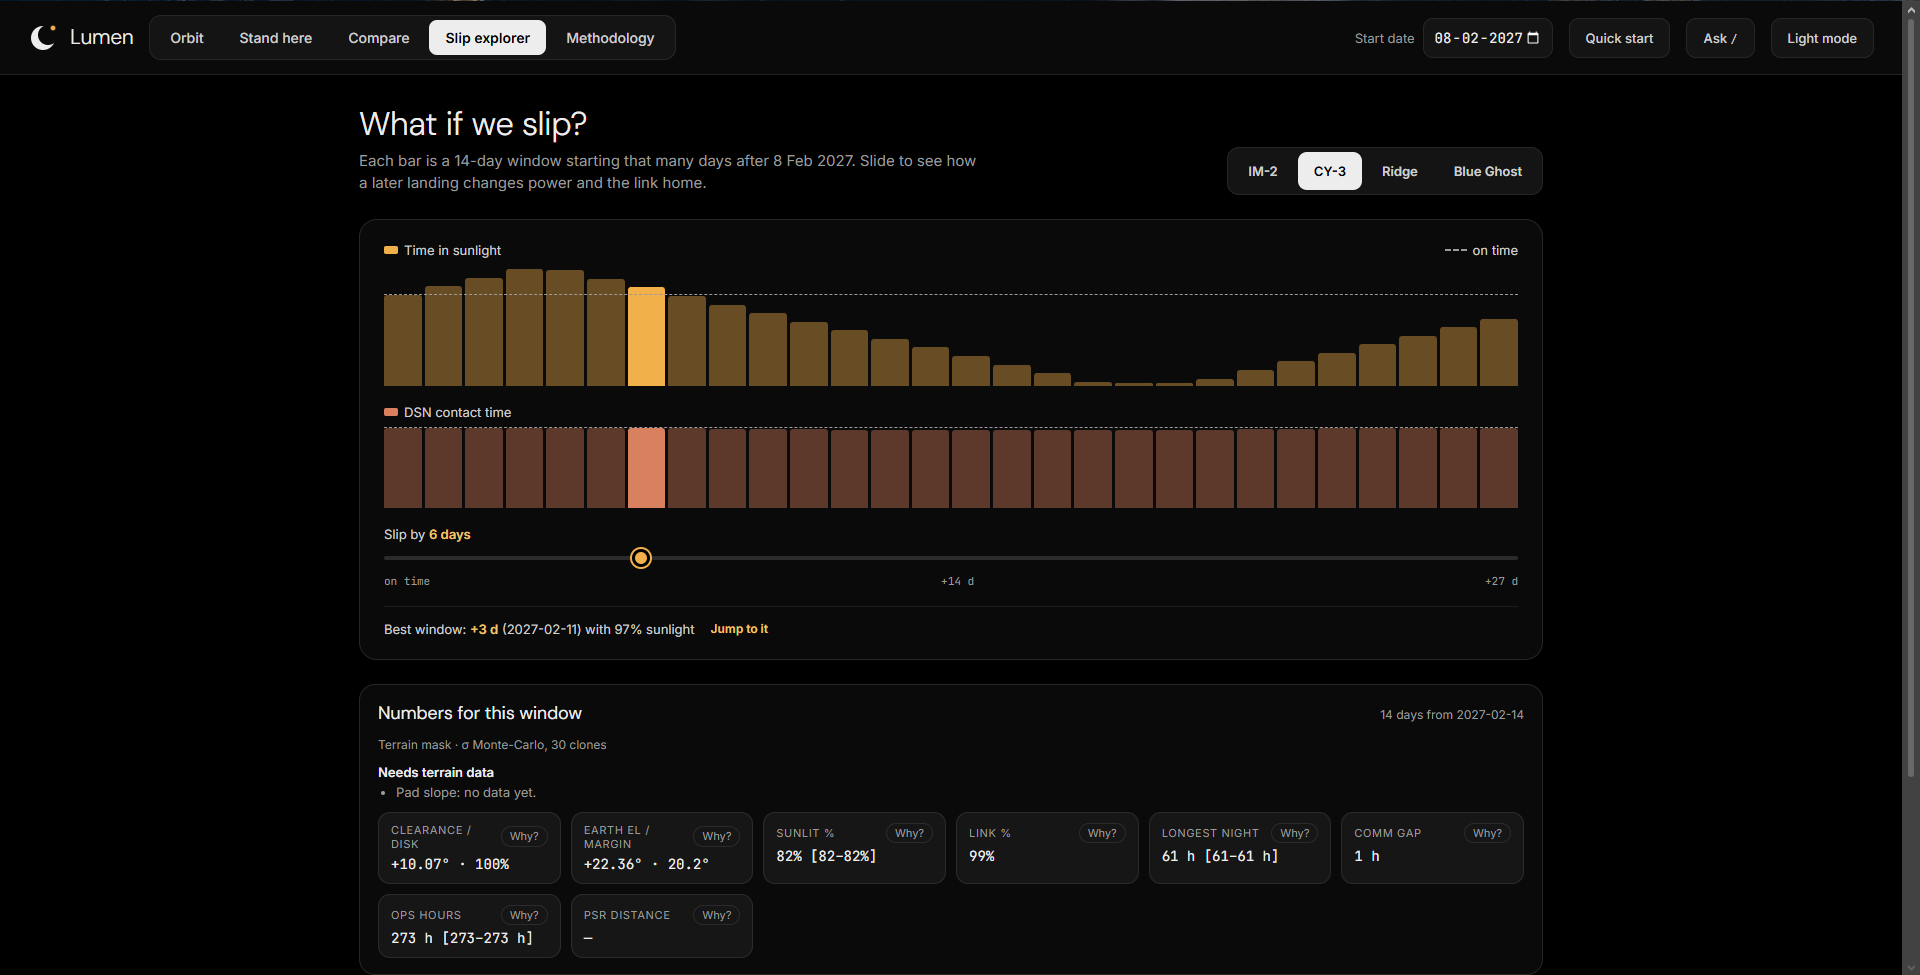 Lumen
Orbit
Stand here
Compare
Slip explorer
Methodology
Start date
08-02-2027
Quick start
Ask /
Light mode
What if we slip?
Each bar is a 14-day window starting that many days after 8 Feb 2027. Slide to see how
a later landing changes power and the link home.
IM-2
CY-3
Ridge
Blue Ghost
Time in sunlight
on time
DSN contact time
Slip by 6 days
on time
+14 d
+27 d
Best window: +3 d (2027-02-11) with 97% sunlight
Jump to it
Numbers for this window
14 days from 2027-02-14
Terrain mask · σ Monte-Carlo, 30 clones
Needs terrain data
• Pad slope: no data yet.
CLEARANCE /
DISK
Why?
+10.07° · 100%
EARTH EL /
MARGIN
Why?
+22.36° · 20.2°
SUNLIT %
Why?
82% [82–82%]
LINK %
Why?
99%
LONGEST NIGHT
Why?
61 h [61–61 h]
COMM GAP
Why?
1 h
OPS HOURS
Why?
273 h [273–273 h]
PSR DISTANCE
Why?
—